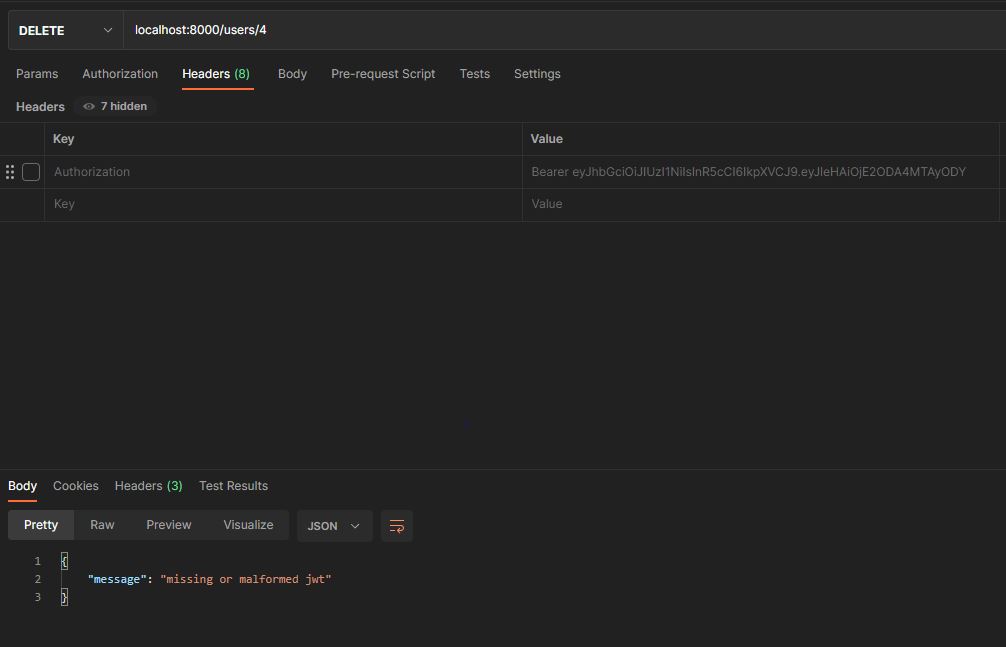 DELETE localhost:8000/users/4
Params Authorization Headers (8) Body Pre-request Script Tests Settings
Headers 7 hidden
Key Value
Authorization Bearer eyJhbGciOiJIUzI1NiIsInR5cCI6IkpXVCJ9.eyJleHAiOjE2ODA4MTAyODY
Key Value
Body Cookies Headers (3) Test Results
Pretty Raw Preview Visualize JSON
1 {
2 "message": "missing or malformed jwt"
3 }